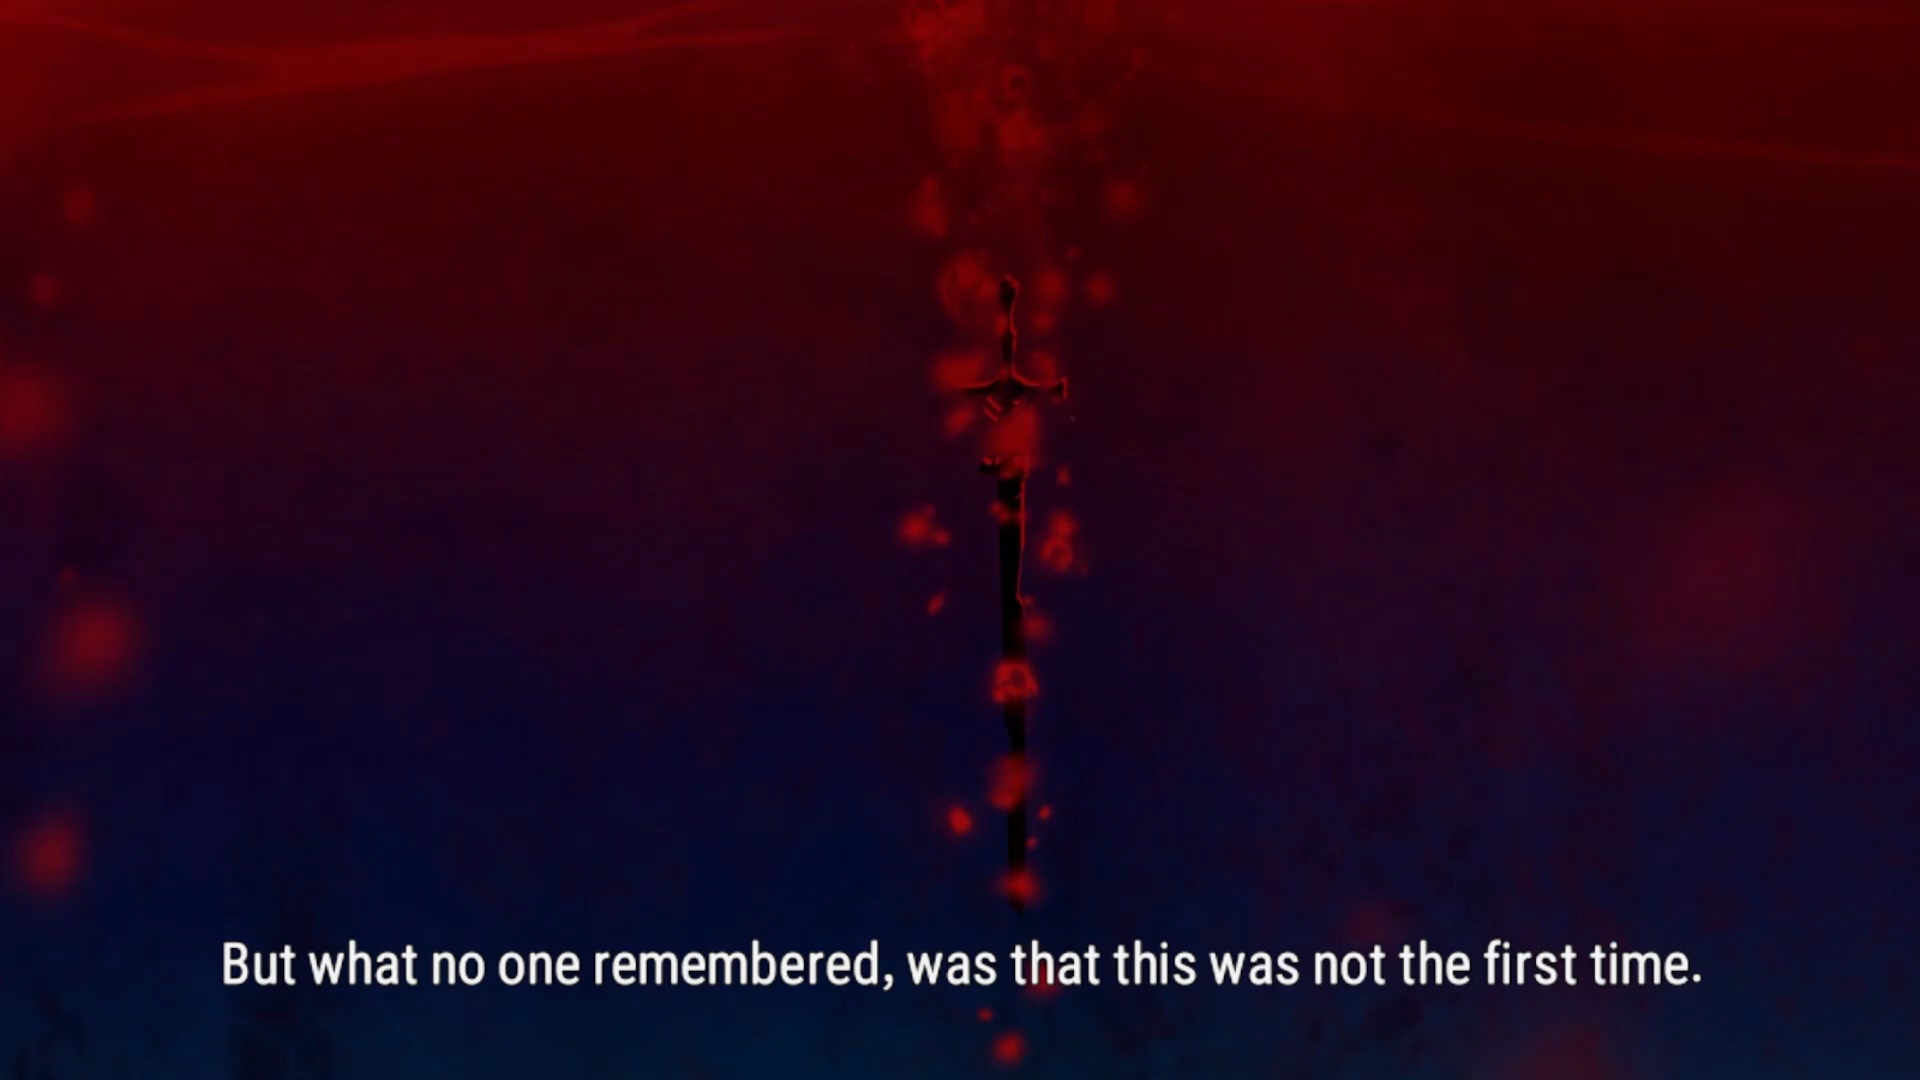 But what no one remembered, was that this was not the first time.